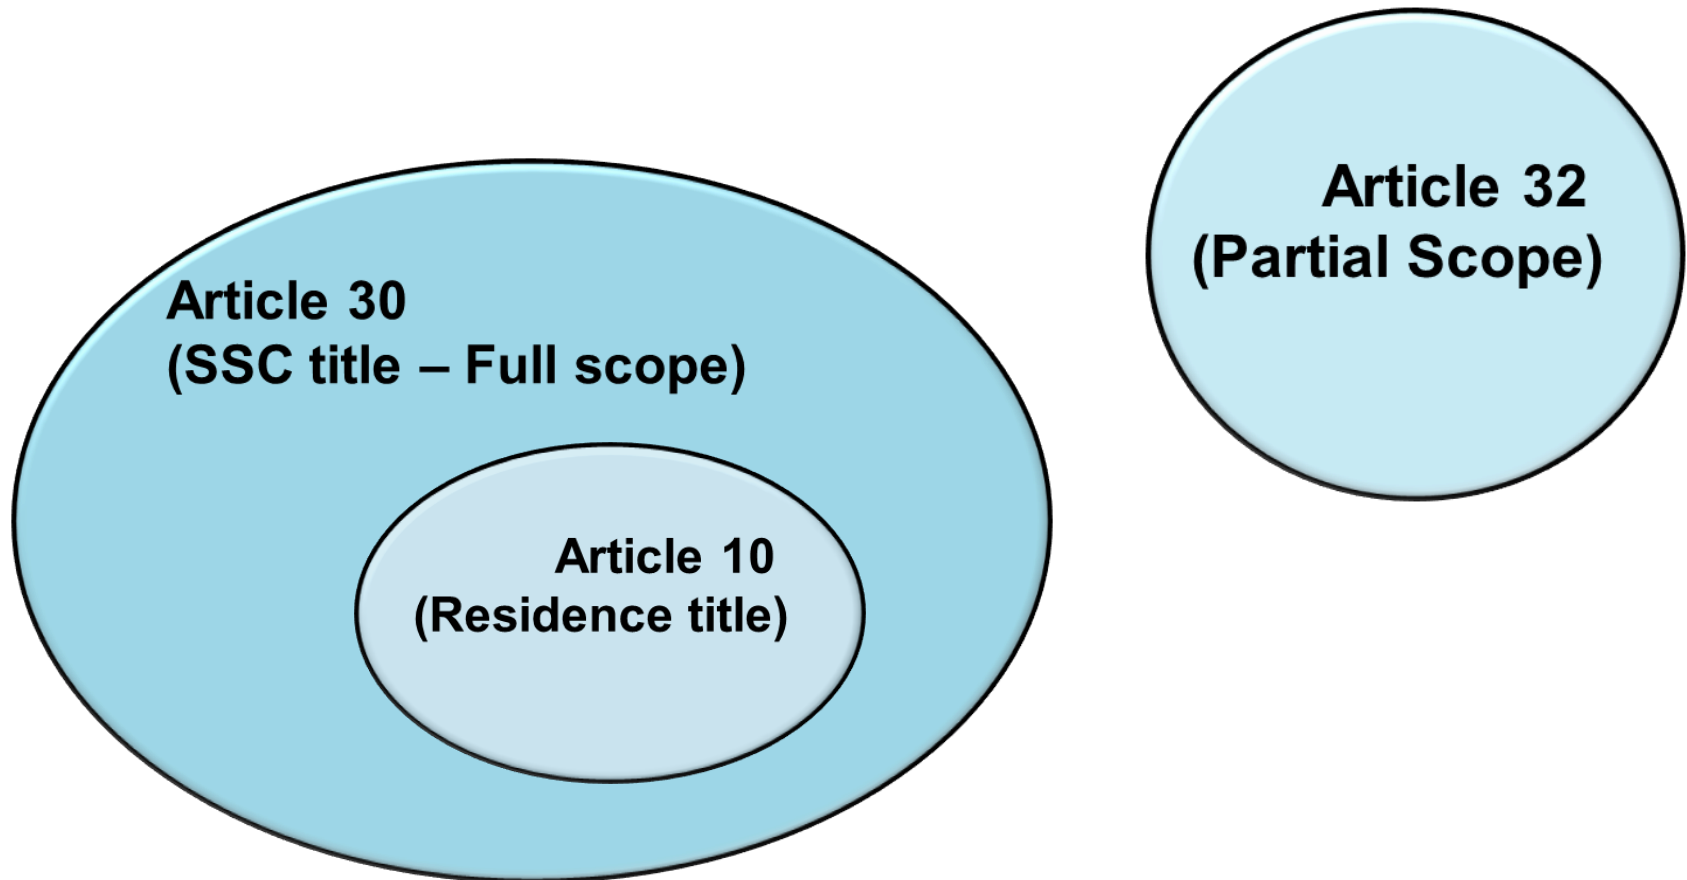 Article 32
(Partial Scope)
Article 30
(SSC title – Full scope)
Article 10
(Residence title)